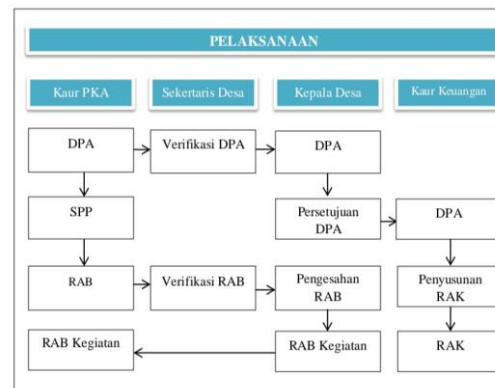 PELAKSANAAN
Kaur PKA
Sekertaris Desa
Kepala Desa
Kaur Keuangan
DPA
Verifikasi DPA
DPA
SPP
Persetujuan
DPA
DPA
RAB
Verifikasi RAB
Pengesahan
RAB
Penyusunan
RAK
RAB Kegiatan
RAB Kegiatan
RAK